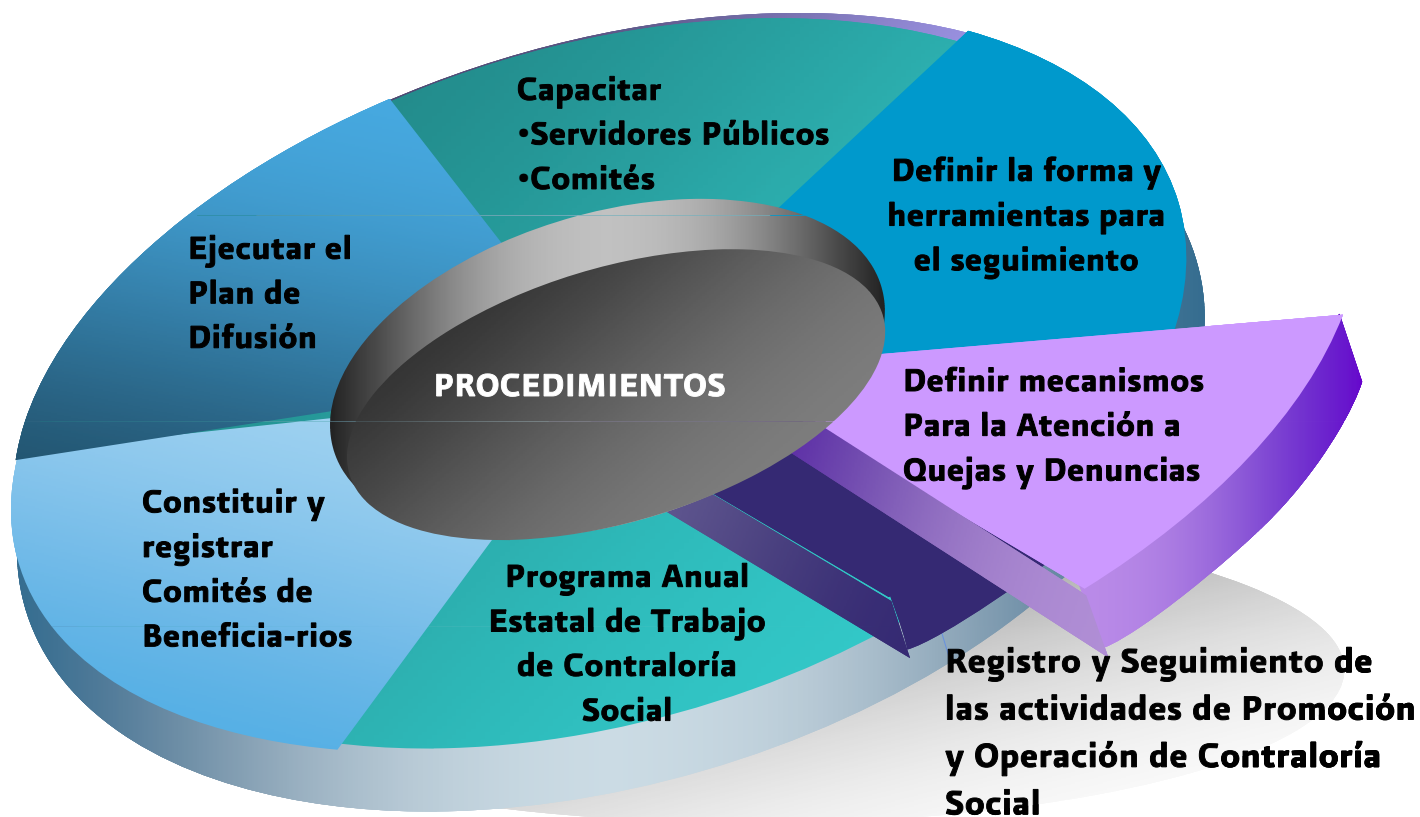 Capacitar
•Servidores Públicos
•Comités
Definir la forma y
herramientas para
el seguimiento
Ejecutar el
Plan de
Difusión
PROCEDIMIENTOS
Definir mecanismos
Para la Atención a
Quejas y Denuncias
Constituir y
registrar
Comités de
Beneficia-rios
Programa Anual
Estatal de Trabajo
de Contraloría
Social
Registro y Seguimiento de
las actividades de Promoción
y Operación de Contraloría
Social